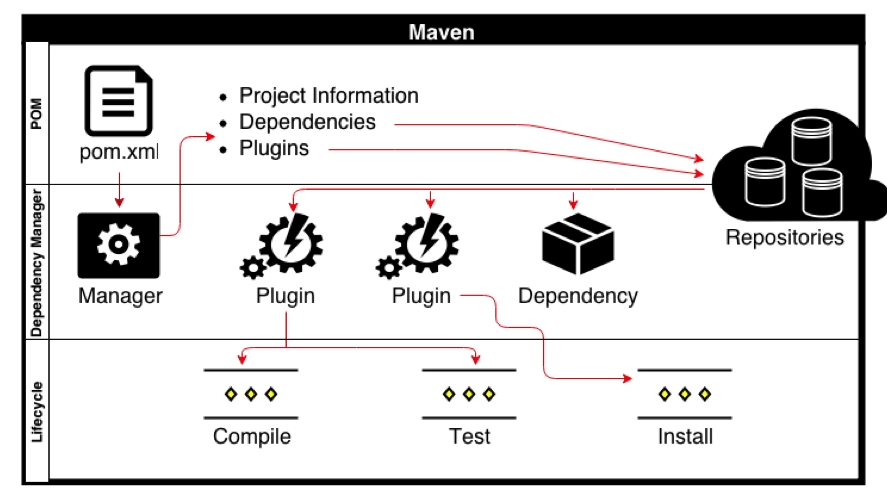 Maven
POM
pom.xml
• Project Information
• Dependencies
• Plugins
Repositories
Dependency Manager
Manager
Plugin
Plugin
Dependency
Lifecycle
Compile
Test
Install